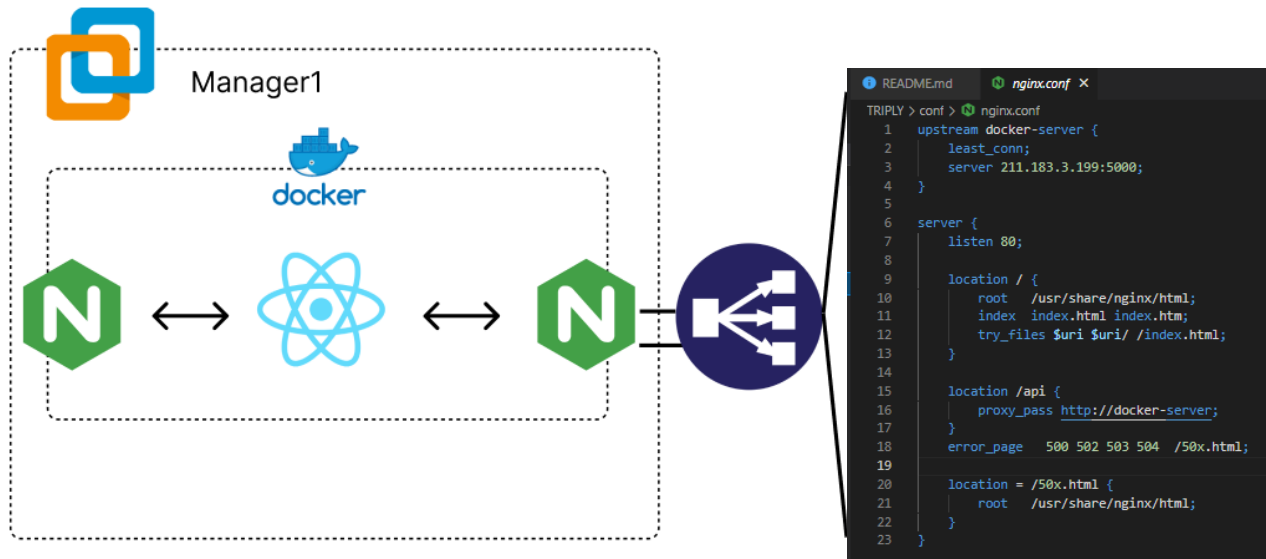 Manager1
docker
N
N
README.md nginx.conf
TRIPLY > conf > nginx.conf
1 upstream docker-server {
2 least_conn;
3 server 211.183.3.199:5000;
4 }
5
6 server {
7 listen 80;
8
9 location / {
10 root /usr/share/nginx/html;
11 index index.html index.htm;
12 try_files $uri $uri/ /index.html;
13 }
14
15 location /api {
16 proxy_pass http://docker-server;
17 }
18 error_page 500 502 503 504 /50x.html;
19
20 location = /50x.html {
21 root /usr/share/nginx/html;
22 }
23 }